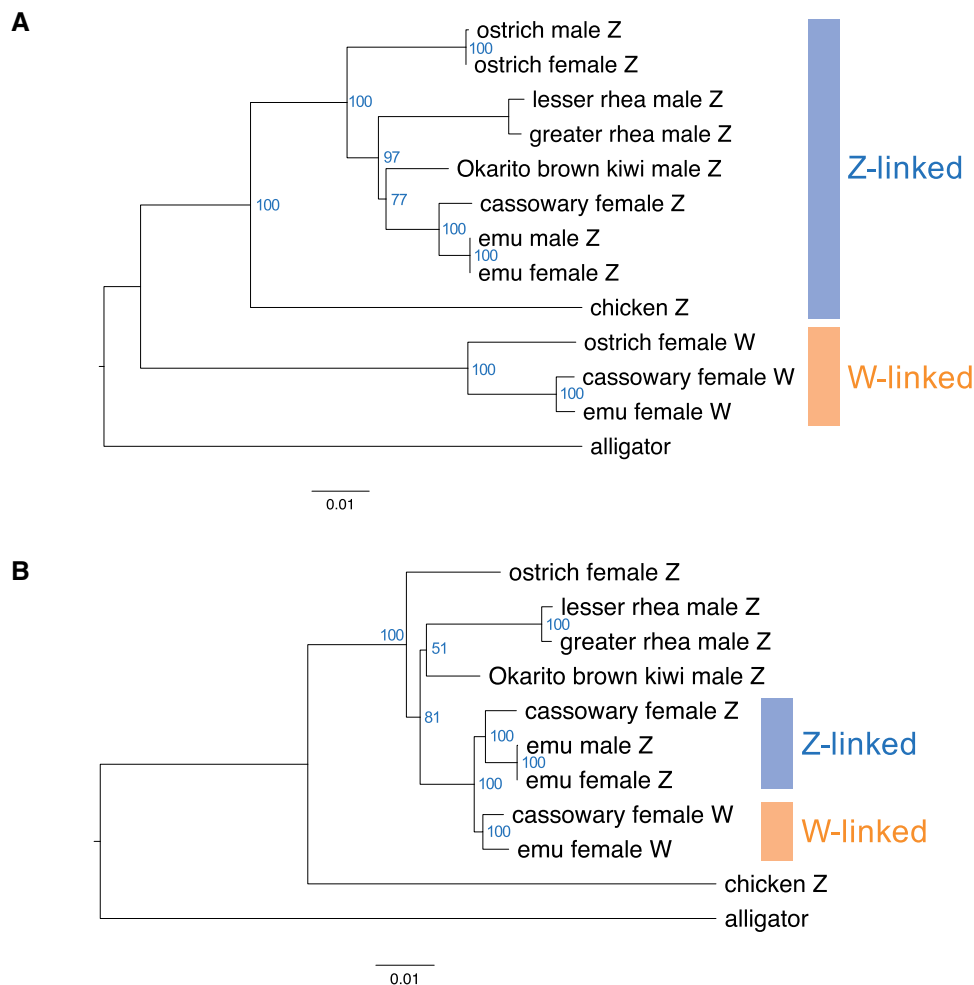 A
ostrich male Z
100
ostrich female Z
lesser rhea male Z
100
greater rhea male Z
97
Okarito brown kiwi male Z
77
cassowary female Z
100
100
emu male Z
100
emu female Z
chicken Z
Z-linked
ostrich female W
100
cassowary female W
100
emu female W
W-linked
alligator
0.01
B
ostrich female Z
lesser rhea male Z
100
100
greater rhea male Z
51
Okarito brown kiwi male Z
81
cassowary female Z
100
emu male Z
100
emu female Z
Z-linked
100
cassowary female W
100
emu female W
W-linked
chicken Z
alligator
0.01